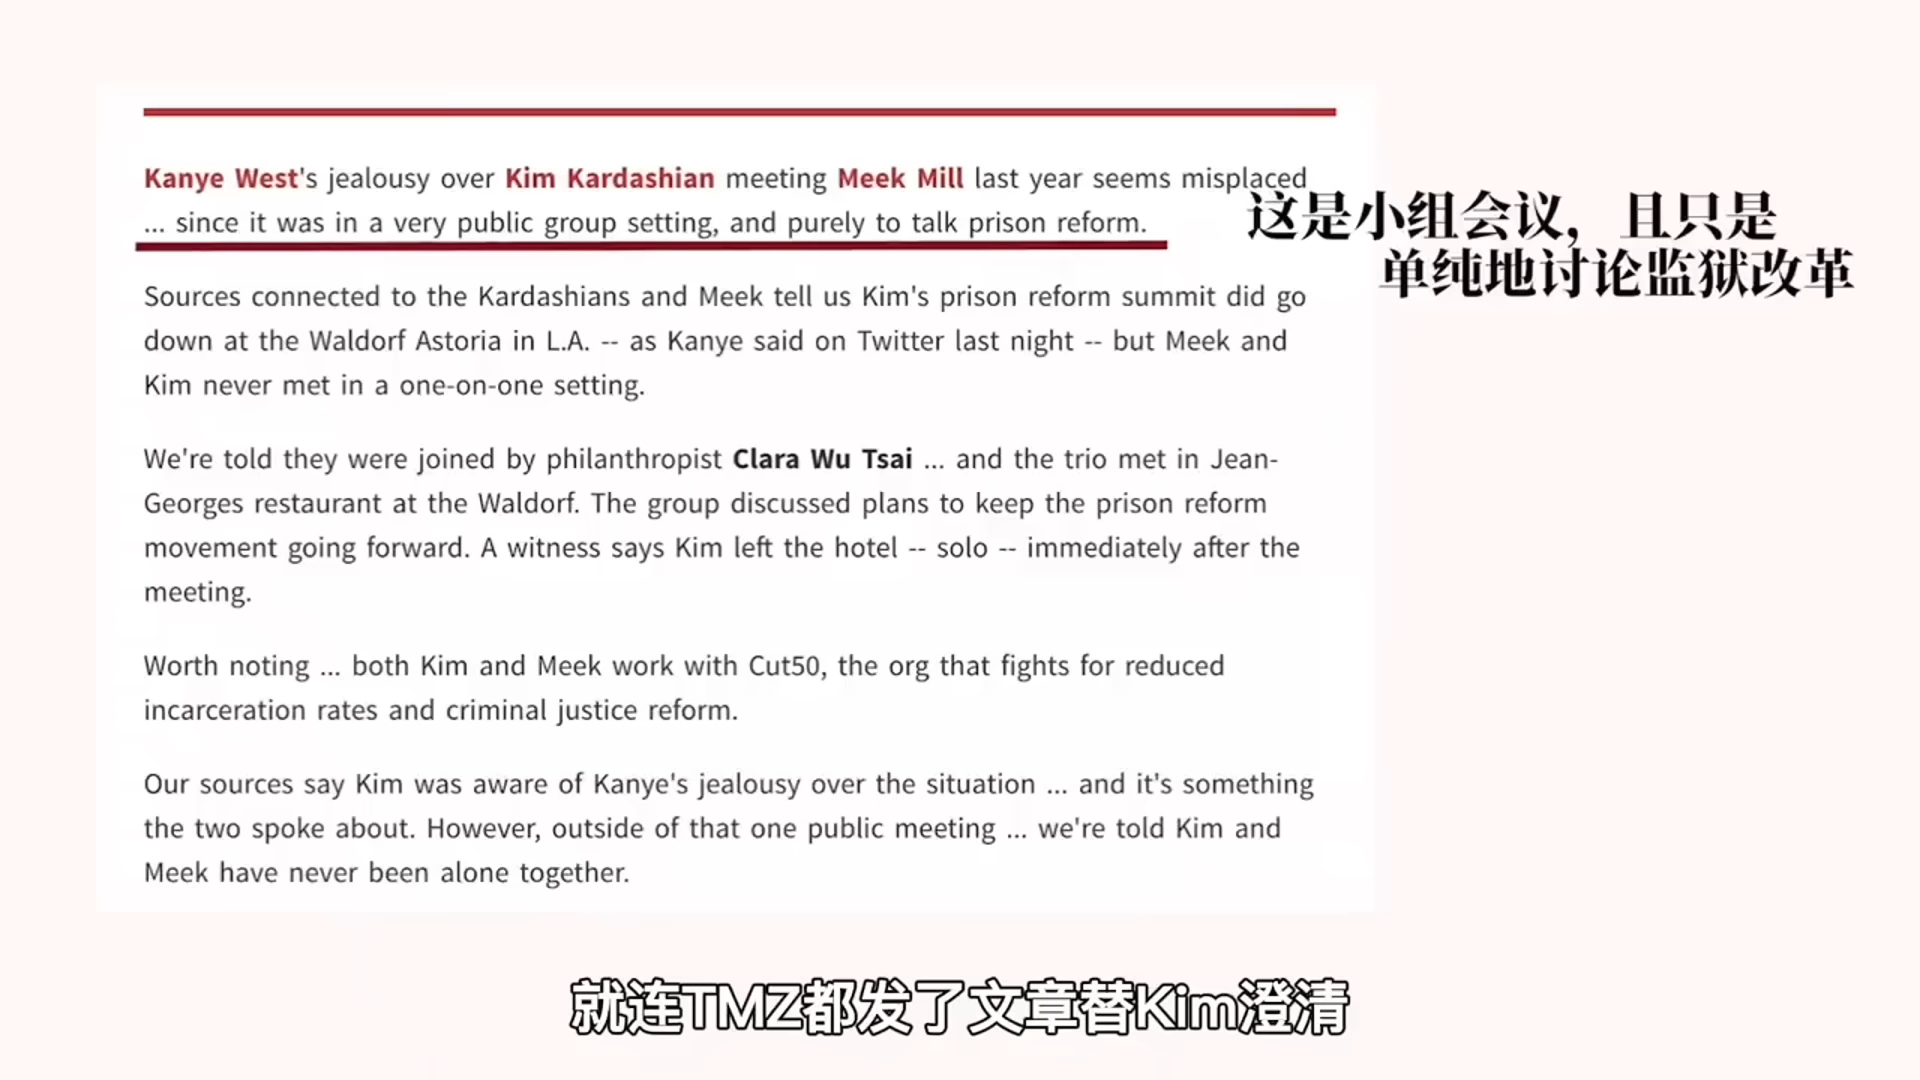 Kanye West's jealousy over Kim Kardashian meeting Meek Mill last year seems misplaced
... since it was in a very public group setting, and purely to talk prison reform.
这是小组会议，且只是
单纯地讨论监狱改革
Sources connected to the Kardashians and Meek tell us Kim's prison reform summit did go
down at the Waldorf Astoria in L.A. -- as Kanye said on Twitter last night -- but Meek and
Kim never met in a one-on-one setting.
We're told they were joined by philanthropist Clara Wu Tsai ... and the trio met in Jean-
Georges restaurant at the Waldorf. The group discussed plans to keep the prison reform
movement going forward. A witness says Kim left the hotel -- solo -- immediately after the
meeting.
Worth noting ... both Kim and Meek work with Cut50, the org that fights for reduced
incarceration rates and criminal justice reform.
Our sources say Kim was aware of Kanye's jealousy over the situation ... and it's something
the two spoke about. However, outside of that one public meeting ... we're told Kim and
Meek have never been alone together.
就连TMZ都发了文章替Kim澄清